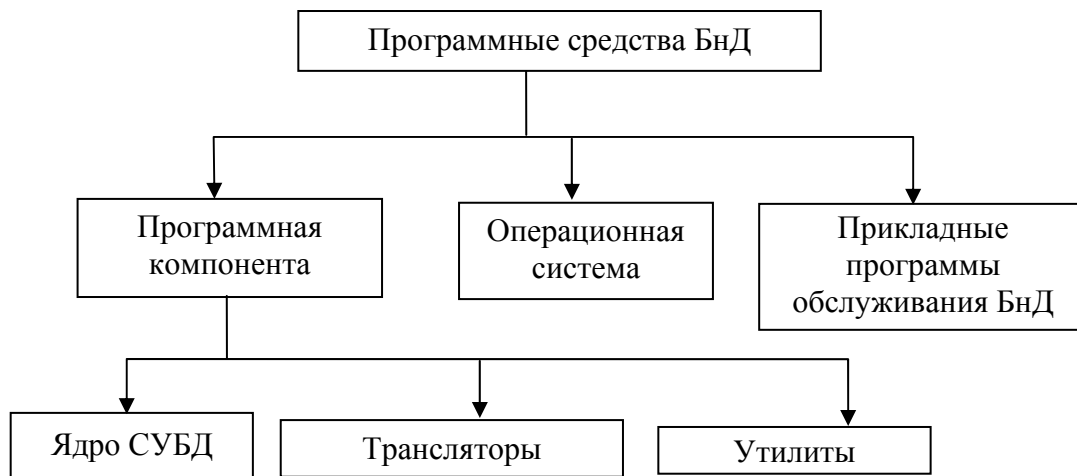 Программные средства БнД
Программная
компонента
Операционная
система
Прикладные
программы
обслуживания БнД
Ядро СУБД
Трансляторы
Утилиты